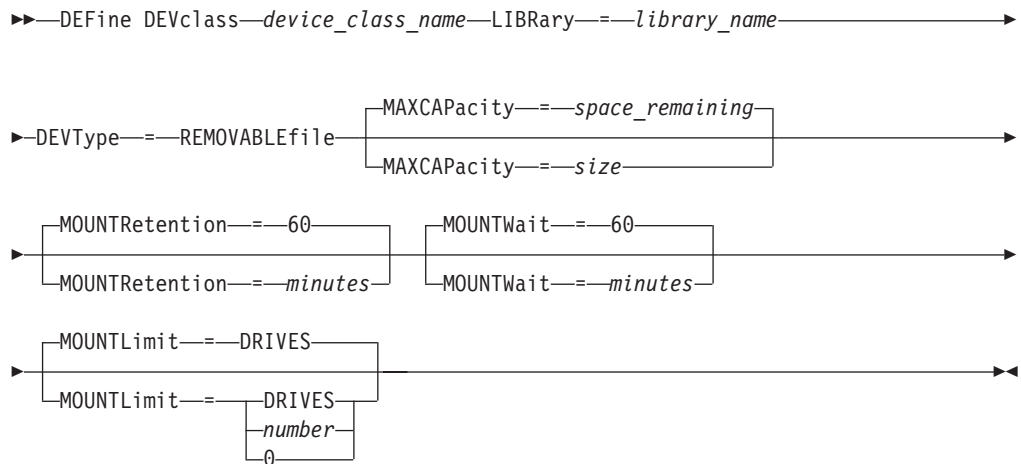 DEFine DEVclass device_class_name LIBRary = library_name
MAXCAPacity = space_remaining
DEVType = REMOVABLEfile
MAXCAPacity = size
MOUNTRetention = 60 MOUNTWait = 60
MOUNTRetention = minutes MOUNTWait = minutes
MOUNTLimit = DRIVES
MOUNTLimit = DRIVES
number
0